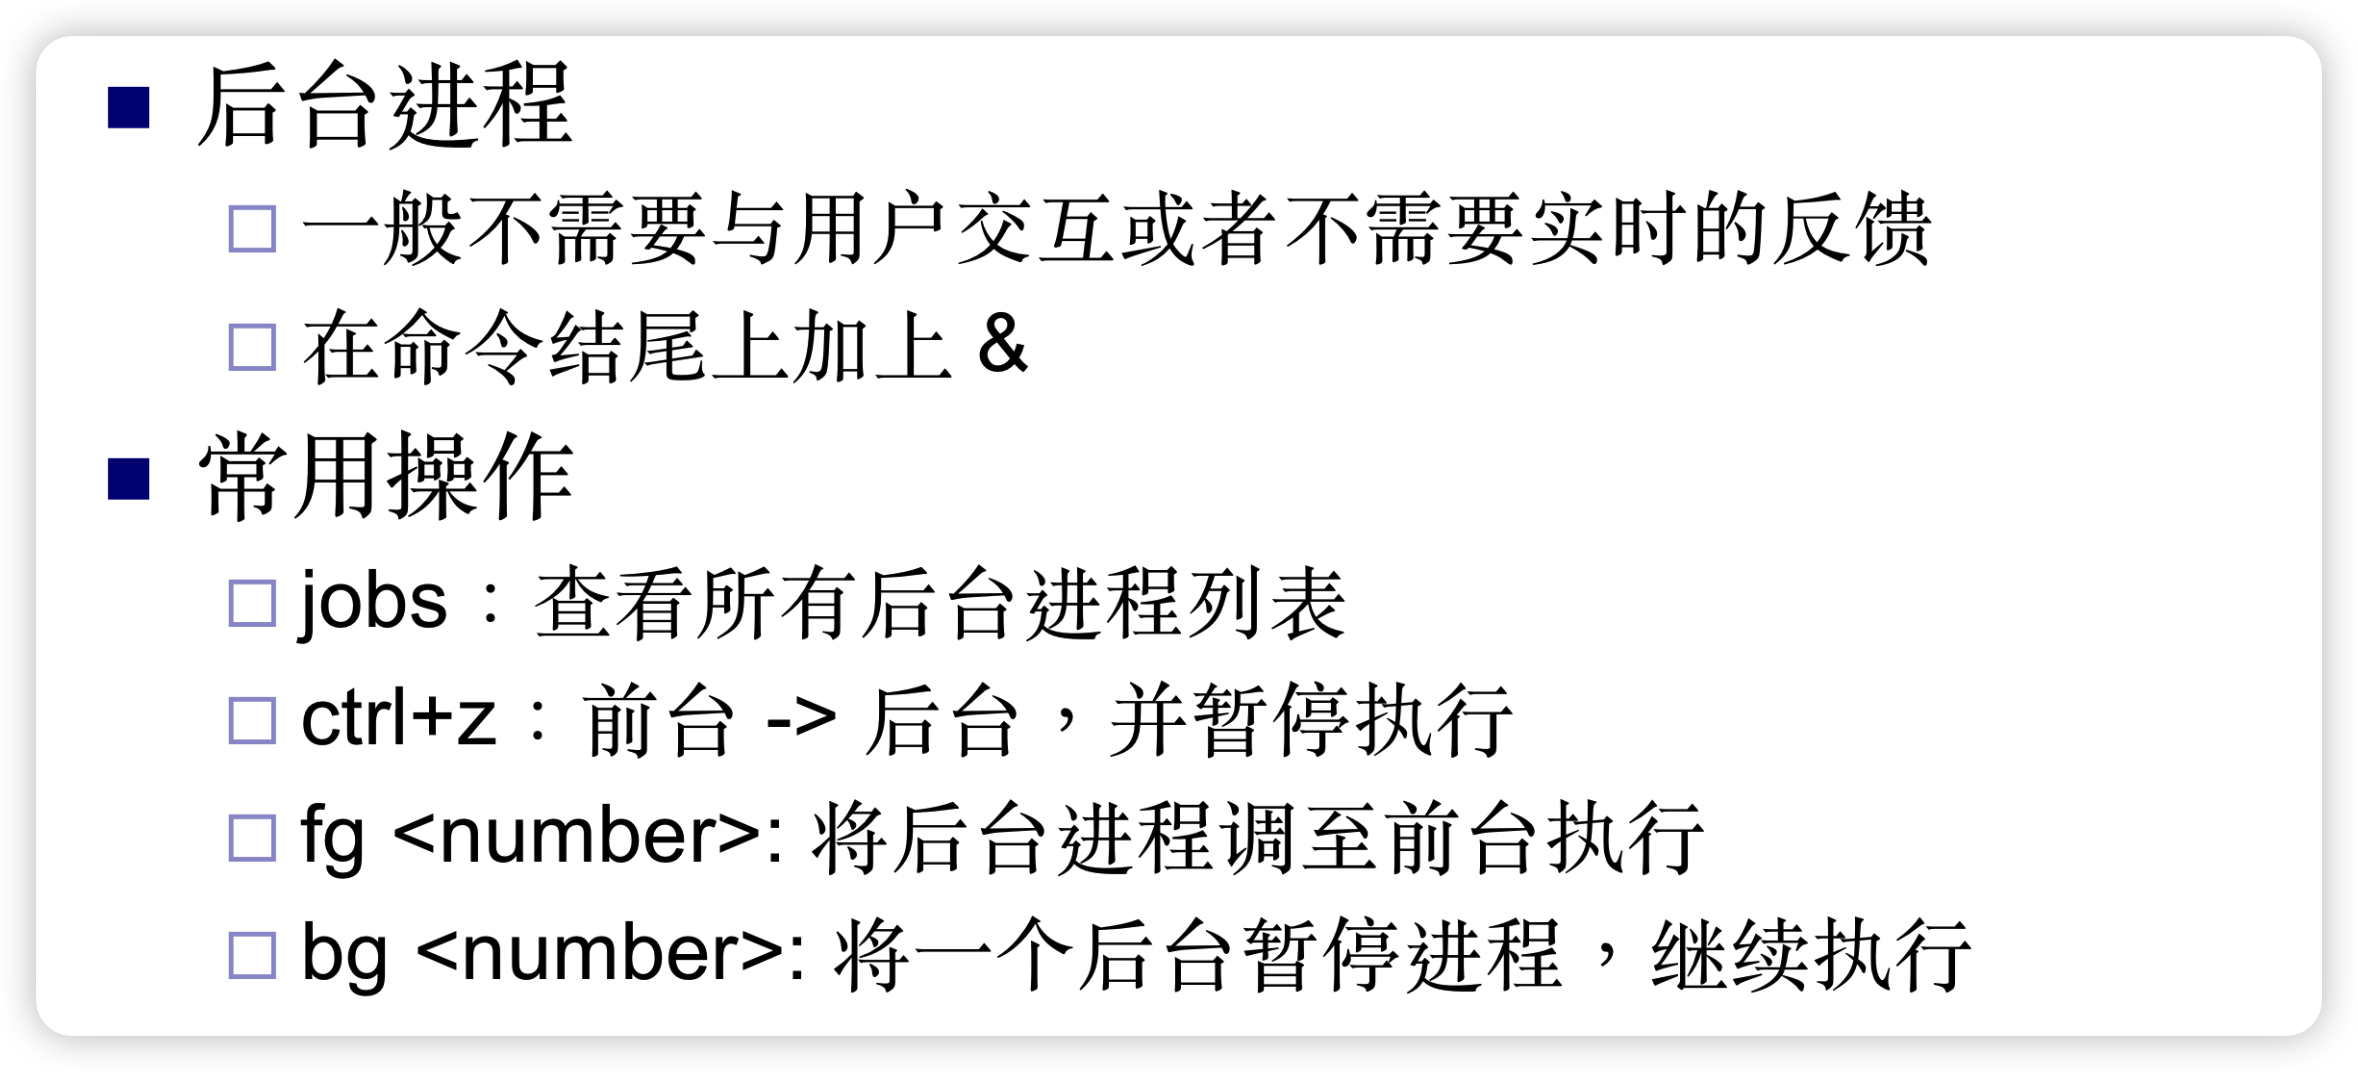 后台进程
一般不需要与用户交互或者不需要实时的反馈
在命令结尾上加上 &
常用操作
jobs：查看所有后台进程列表
ctrl+z：前台 -> 后台，并暂停执行
fg <number>: 将后台进程调至前台执行
bg <number>: 将一个后台暂停进程，继续执行